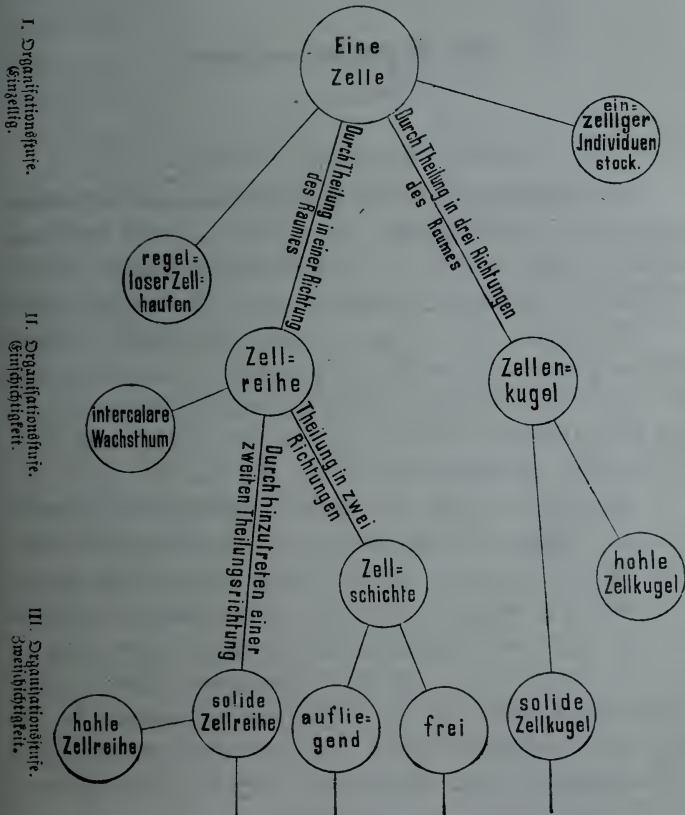 I. Organisationsstufe.
Einzellig.
II. Organisationsstufe.
Einschichtigkeit.
III. Organisationsstufe.
Zweischichtigkeit.
Eine
Zelle
ein=
zelliger
Individuen
stock.
Durch Theilung in einer Richtung
des Raumes
Durch Theilung in drei Richtungen
des Raumes
regel=
loser Zell=
haufen
Zell=
reihe
Zellen=
kugel
intercalare
Wachsthum
Theilung in zwei
Richtungen
Durch hinzutreten einer
zweiten Theilungsrichtung
Zell=
schichte
hohle
Zellkugel
hohle
Zellreihe
solide
Zellreihe
auflie=
gend
frei
solide
Zellkugel